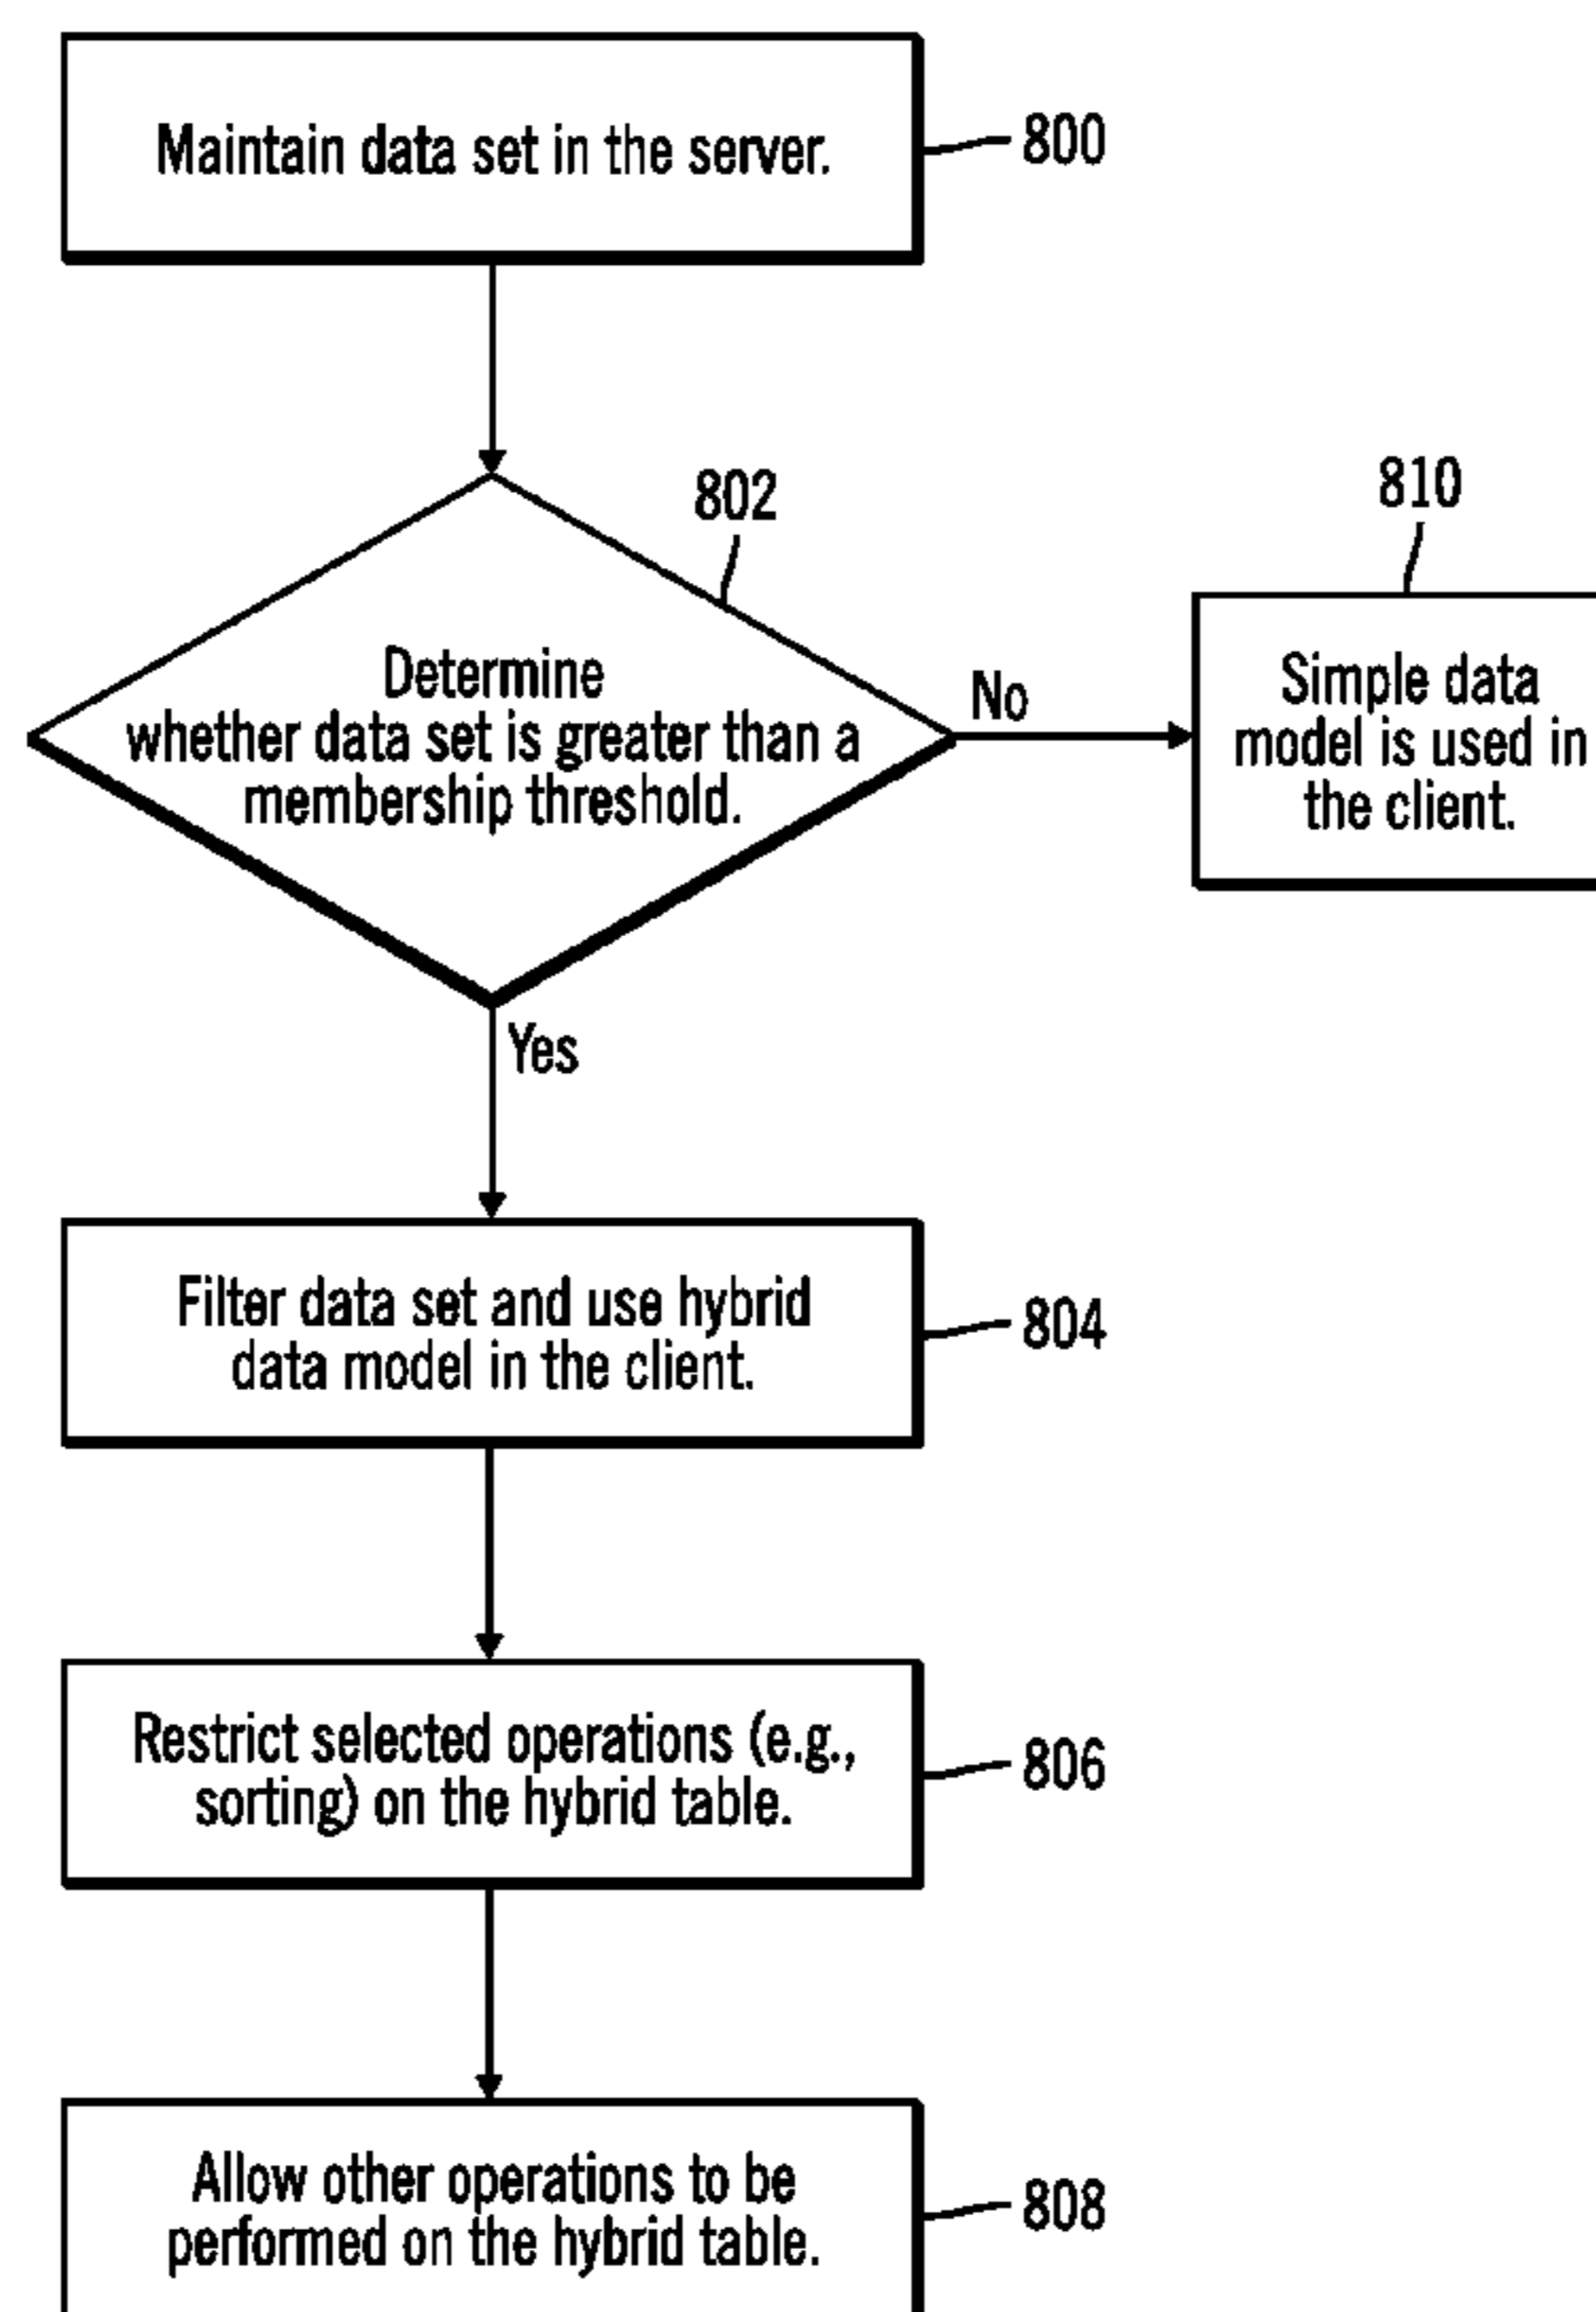 Maintain data set in the server.
800
802
810
Determine
whether data set is greater than a
membership threshold.
No
Simple data
model is used in
the client.
Yes
Filter data set and use hybrid
data model in the client.
804
Restrict selected operations (e.g.,
sorting) on the hybrid table.
806
Allow other operations to be
performed on the hybrid table.
808